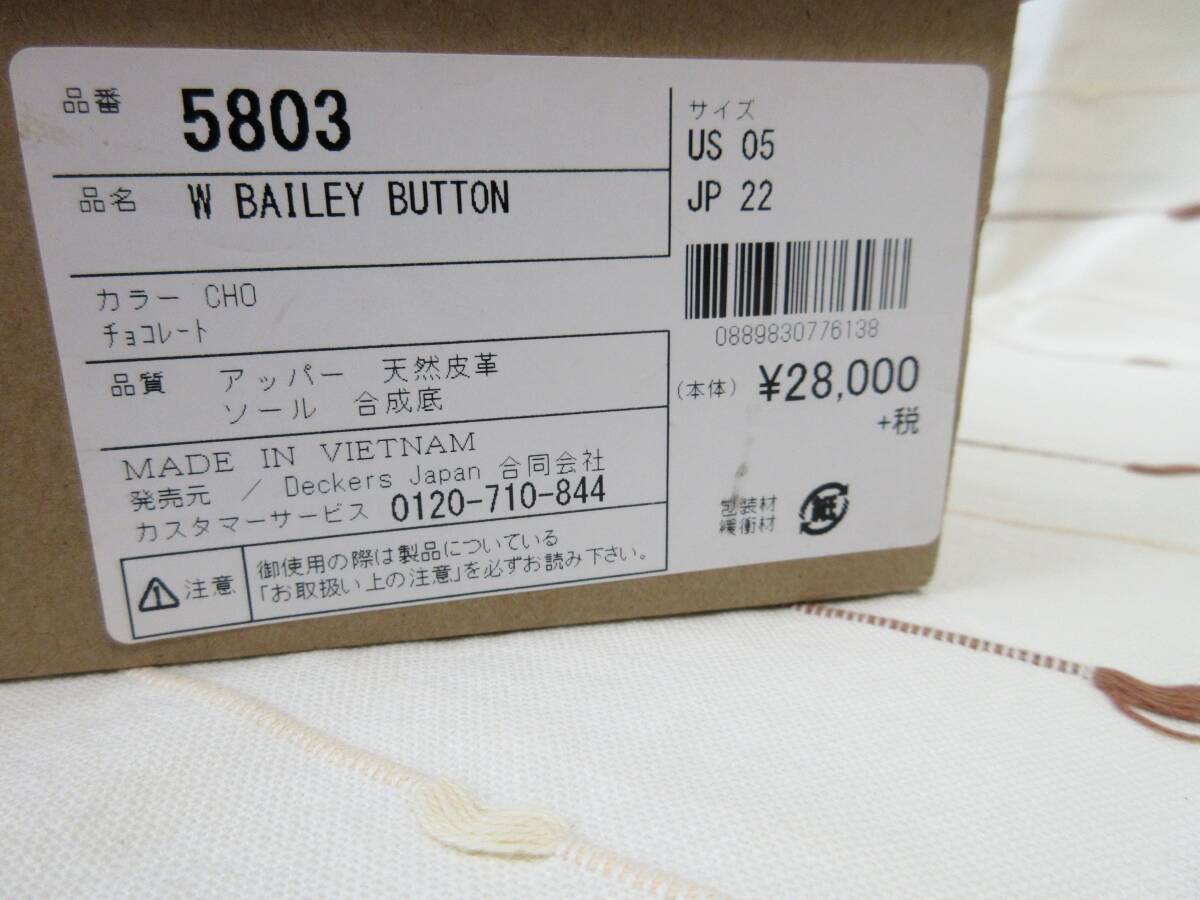 品番 5803
品名 W BAILEY BUTTON
カラー CHO
チョコレート
品質 アッパー 天然皮革
ソール 合成底
MADE IN VIETNAM
発売元 / Deckers Japan 合同会社
カスタマーサービス 0120-710-844
注意
御使用の際は製品についている
「お取扱い上の注意」を必ずお読み下さい。
サイズ
US 05
JP 22
0889830776138
(本体) ¥28,000
+税
包装材
緩衝材
紙